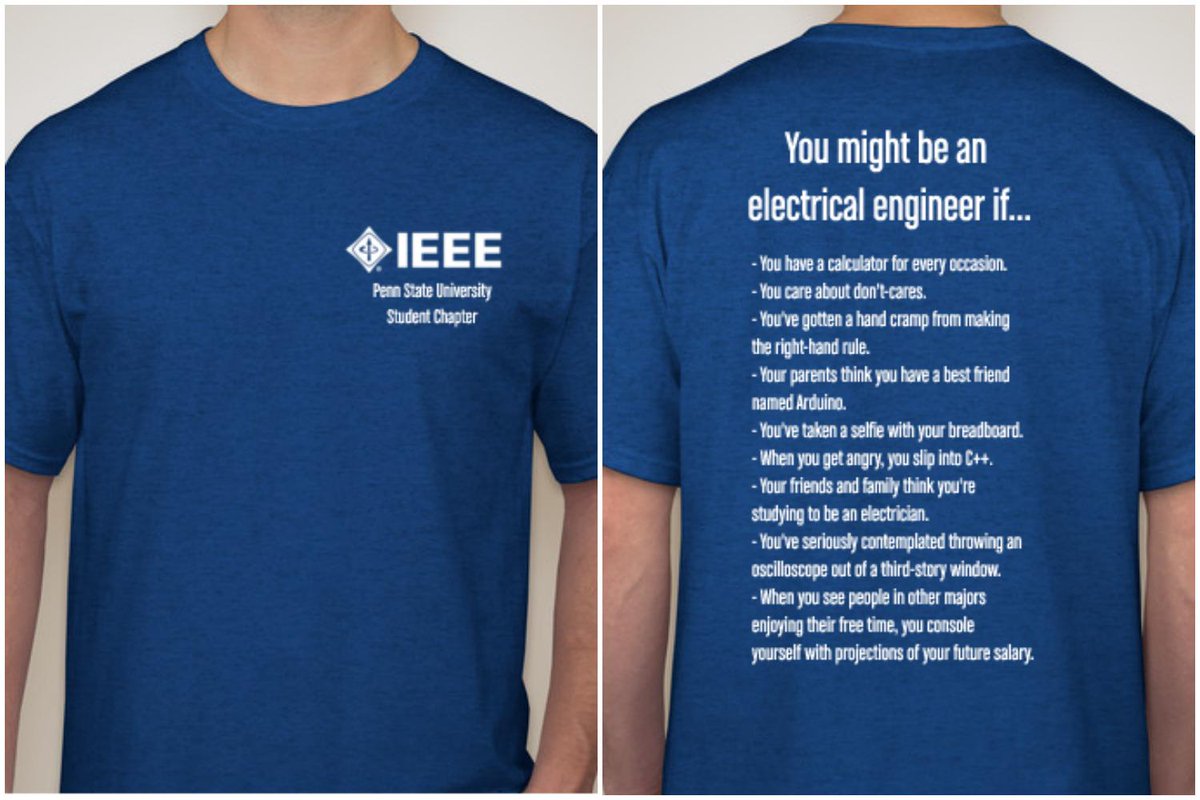 IEEE
Penn State University
Student Chapter
You might be an
electrical engineer if...
- You have a calculator for every occasion.
- You care about don't-cares.
- You've gotten a hand cramp from making
the right-hand rule.
- Your parents think you have a best friend
named Arduino.
- You've taken a selfie with your breadboard.
- When you get angry, you slip into C++.
- Your friends and family think you're
studying to be an electrician.
- You've seriously contemplated throwing an
oscilloscope out of a third-story window.
- When you see people in other majors
enjoying their free time, you console
yourself with projections of your future salary.